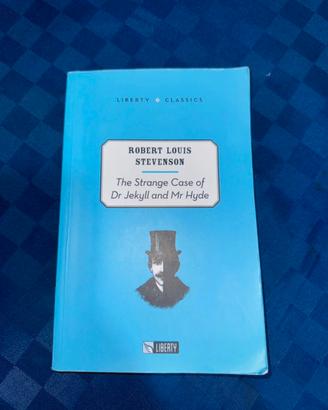 LIBERTY CLASSICS
ROBERT LOUIS
STEVENSON
The Strange Case of
Dr Jekyll and Mr Hyde
LIBERTY